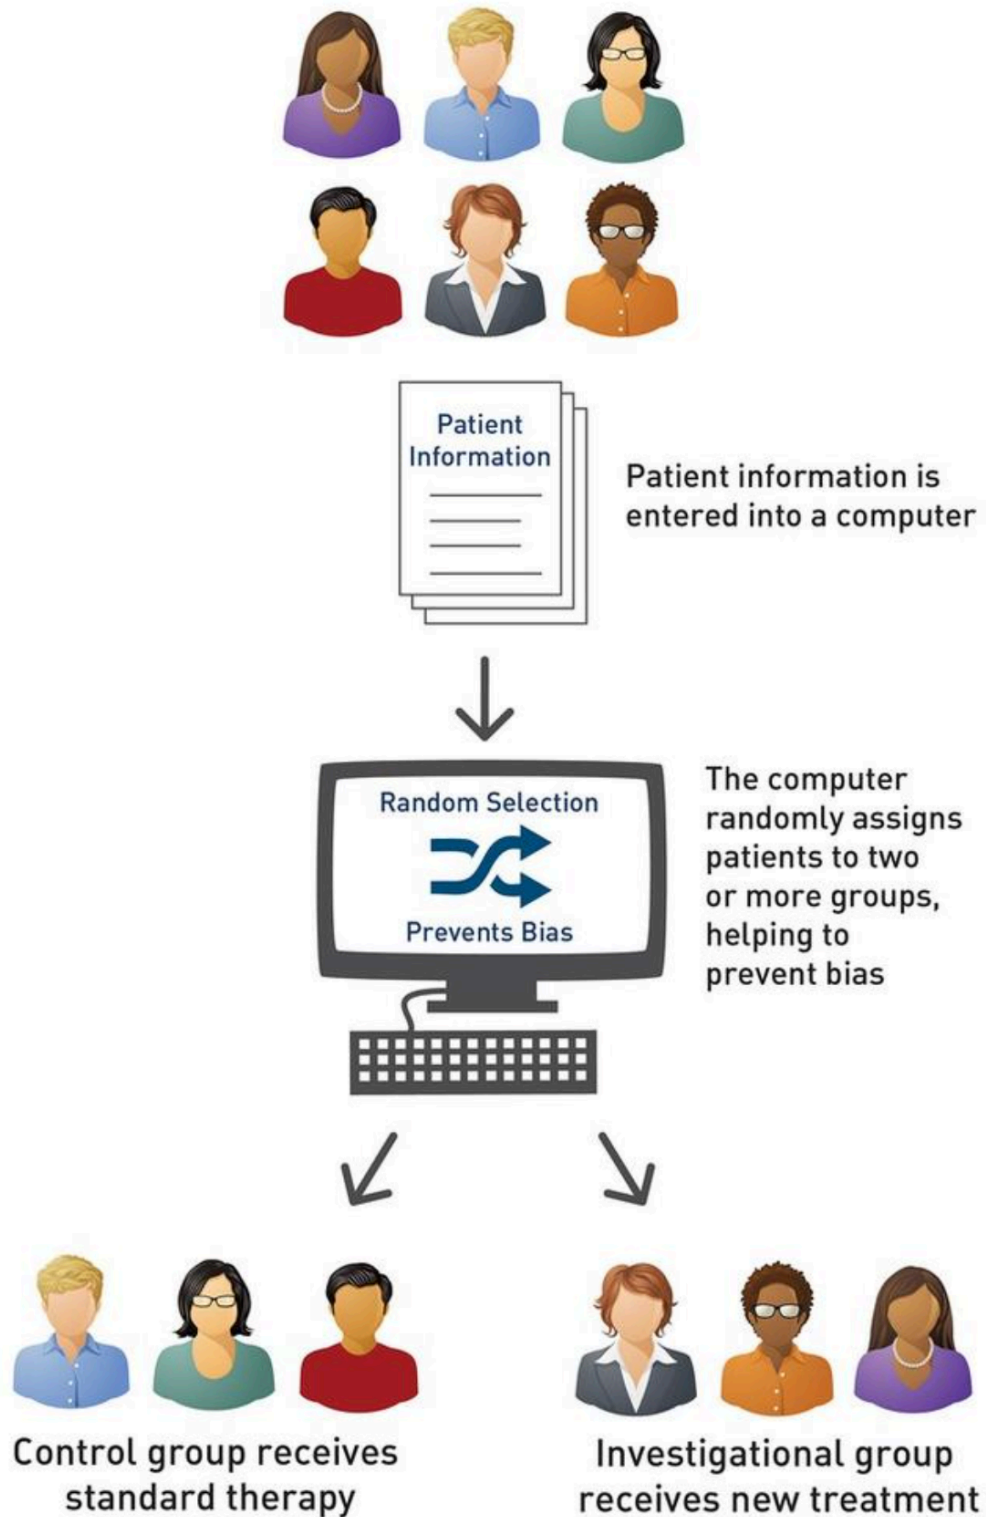 Patient
Information
Patient information is
entered into a computer
Random Selection
Prevents Bias
The computer
randomly assigns
patients to two
or more groups,
helping to
prevent bias
Control group receives
standard therapy
Investigational group
receives new treatment